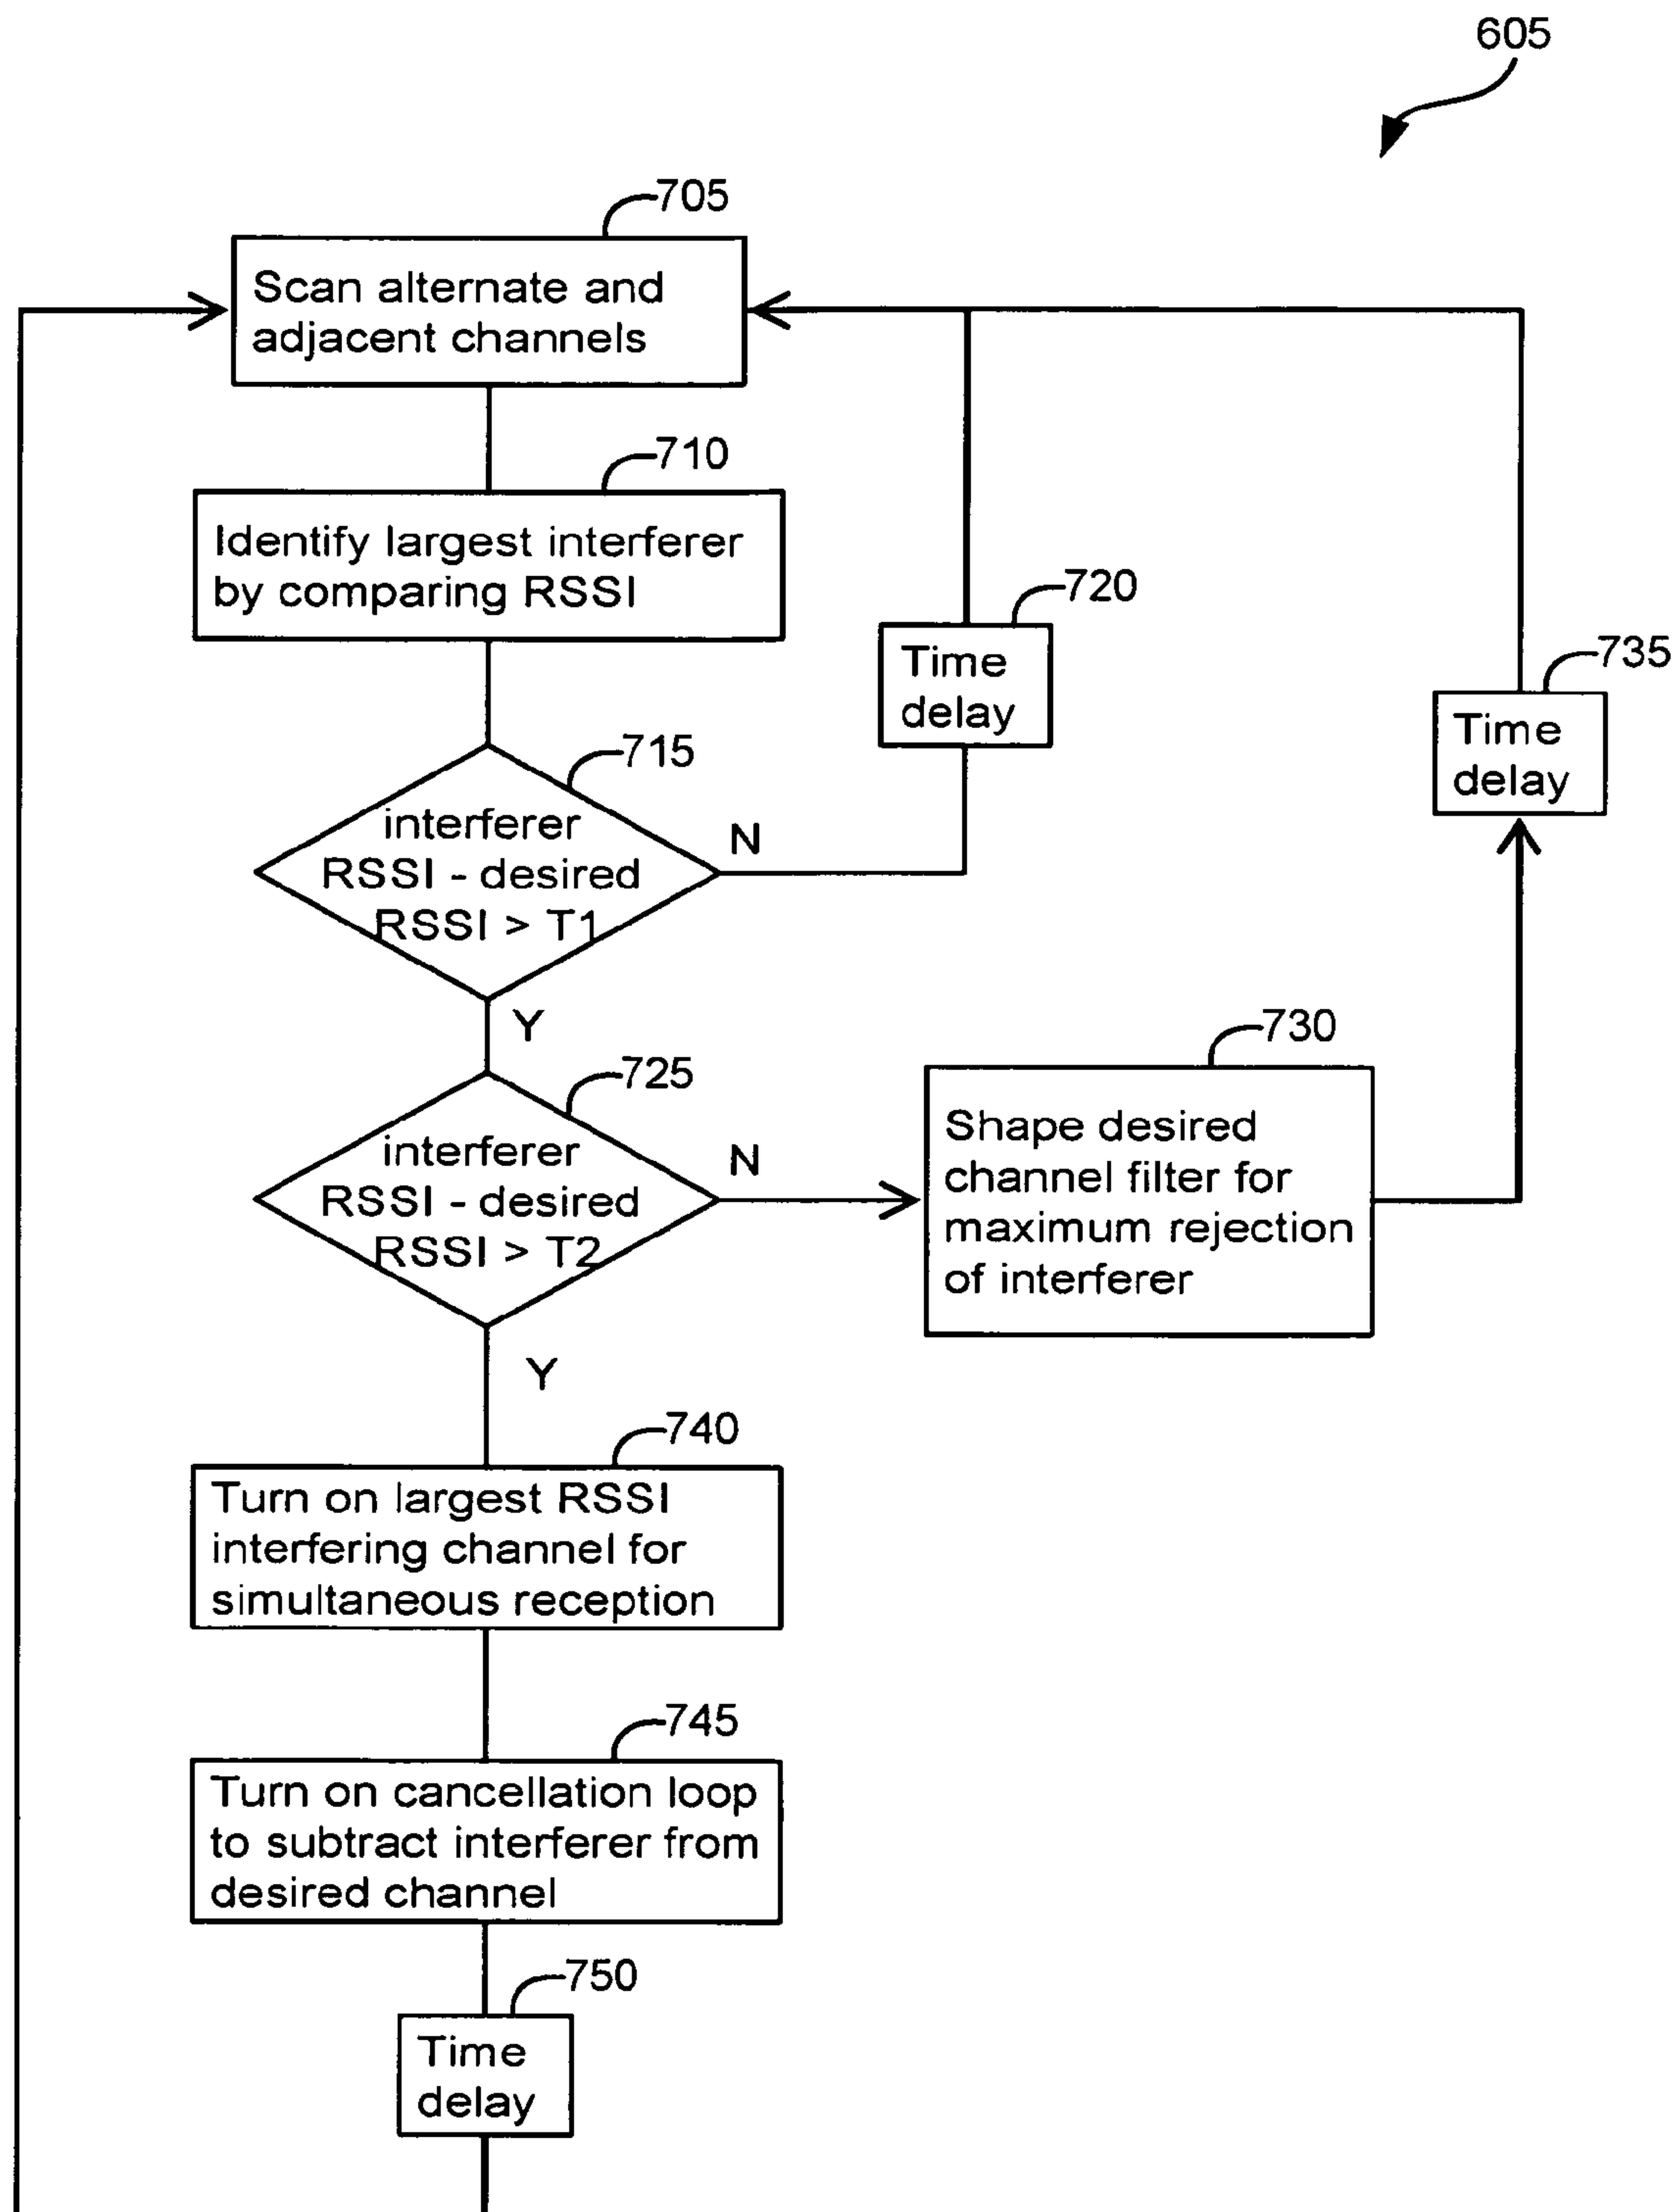 605
705
Scan alternate and
adjacent channels
710
Identify largest interferer
by comparing RSSI
720
Time
delay
735
Time
delay
715
interferer
RSSI - desired
RSSI > T1
N
Y
725
interferer
RSSI - desired
RSSI > T2
N
730
Shape desired
channel filter for
maximum rejection
of interferer
Y
740
Turn on largest RSSI
interfering channel for
simultaneous reception
745
Turn on cancellation loop
to subtract interferer from
desired channel
750
Time
delay